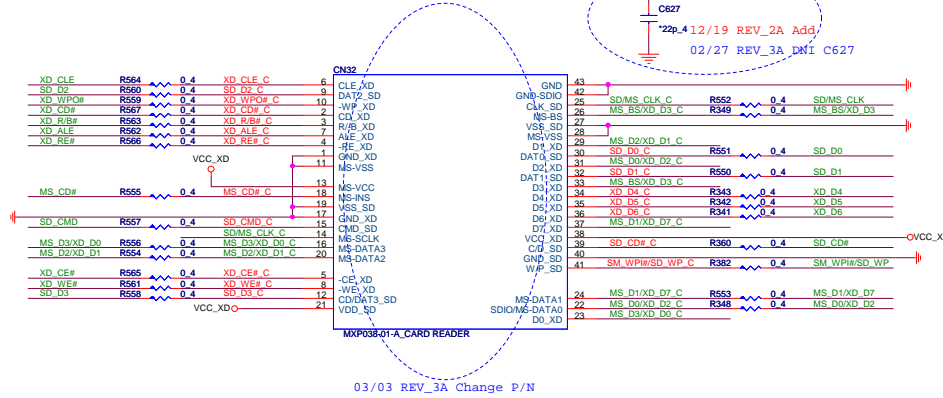 C627
*22p_4
12/19 REV_2A Add
02/27 REV_3A DNI C627
CN32
XD_CLE R564 0_4 XD_CLE_C 6 CLE_XD
SD_D2 R560 0_4 SD_D2_C 9 DAT2_SD
XD_WPO# R559 0_4 XD_WPO#_C 10 -WP_XD
XD_CD# R567 0_4 XD_CD#_C 2 CD_XD
XD_R/B# R563 0_4 XD_R/B#_C 3 R/-B_XD
XD_ALE R562 0_4 XD_ALE_C 7 ALE_XD
XD_RE# R566 0_4 XD_RE#_C 4 -RE_XD
1 GND_XD
11 MS-VSS
VCC_XD
13 MS-VCC
MS_CD# R555 0_4 MS_CD#_C 18 MS-INS
19 VSS_SD
17 GND_XD
SD_CMD R557 0_4 SD_CMD_C 15 CMD_SD
SD/MS_CLK_C 14 MS-SCLK
MS_D3/XD_D0 R556 0_4 MS_D3/XD_D0_C 16 MS-DATA3
MS_D2/XD_D1 R554 0_4 MS_D2/XD_D1_C 20 MS-DATA2
XD_CE# R565 0_4 XD_CE#_C 5 -CE_XD
XD_WE# R561 0_4 XD_WE#_C 8 -WE_XD
SD_D3 R558 0_4 SD_D3_C 12 CD/DAT3_SD
VCC_XD 21 VDD_SD
GND 43
GND-SDIO 42
CLK_SD 25 SD/MS_CLK_C R552 0_4 SD/MS_CLK
MS-BS 26 MS_BS/XD_D3_C R349 0_4 MS_BS/XD_D3
VSS_SD 27
MS-VSS 28
D1_XD 29 MS_D2/XD_D1_C
DAT0_SD 30 SD_D0_C R551 0_4 SD_D0
D2_XD 31 MS_D0/XD_D2_C
DAT1_SD 32 SD_D1_C R550 0_4 SD_D1
D3_XD 33 MS_BS/XD_D3_C
D4_XD 34 XD_D4_C R343 0_4 XD_D4
D5_XD 35 XD_D5_C R342 0_4 XD_D5
D6_XD 36 XD_D6_C R341 0_4 XD_D6
D7_XD 37 MS_D1/XD_D7_C
VCC_XD 38 VCC_X
C/D_SD 39 SD_CD#_C R360 0_4 SD_CD#
GND_SD 40
W/P_SD 41 SM_WPI#/SD_WP_C R382 0_4 SM_WPI#/SD_WP
MS-DATA1 24 MS_D1/XD_D7_C R553 0_4 MS_D1/XD_D7
SDIO/MS-DATA0 22 MS_D0/XD_D2_C R348 0_4 MS_D0/XD_D2
D0_XD 23 MS_D3/XD_D0_C
MXP038-01-A_CARD READER
03/03 REV_3A Change P/N